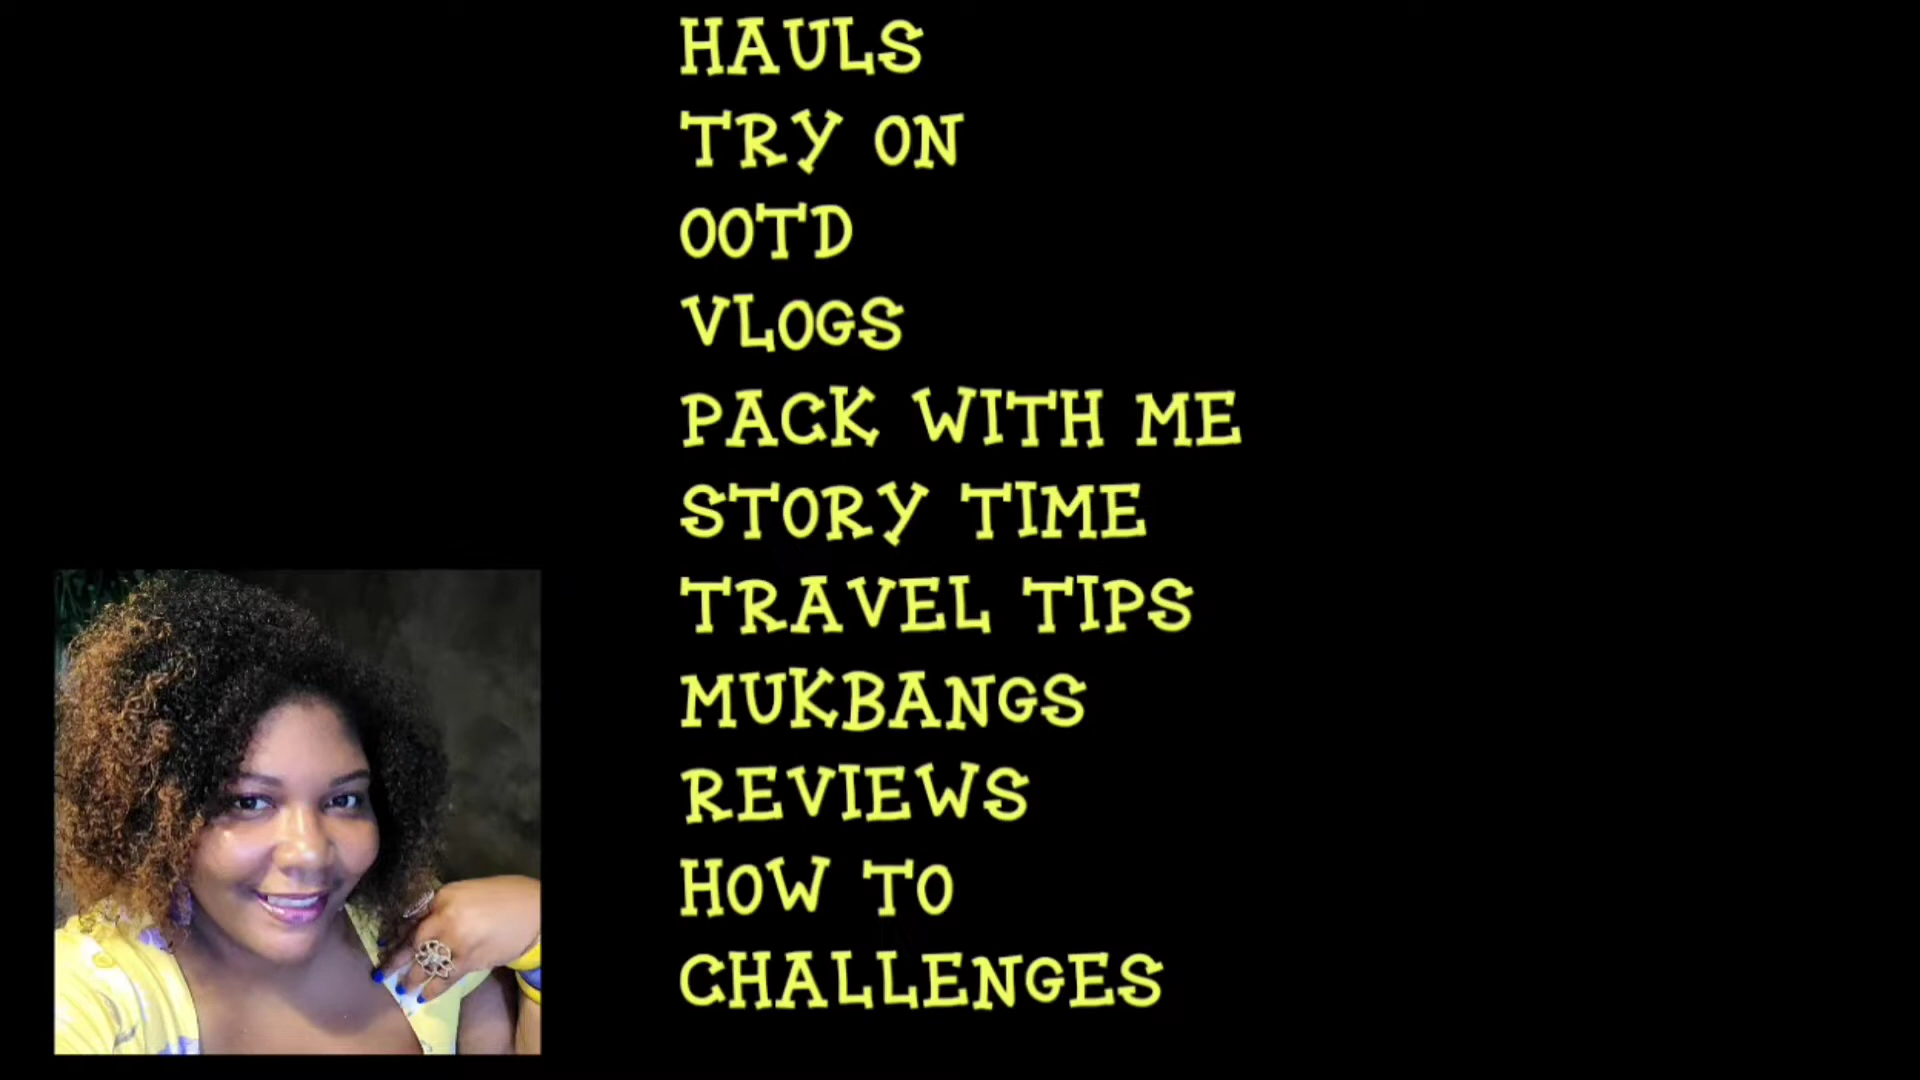 HAULS
TRY ON
OOTD
VLOGS
PACK WITH ME
STORY TIME
TRAVEL TIPS
MUKBANGS
REVIEWS
HOW TO
CHALLENGES